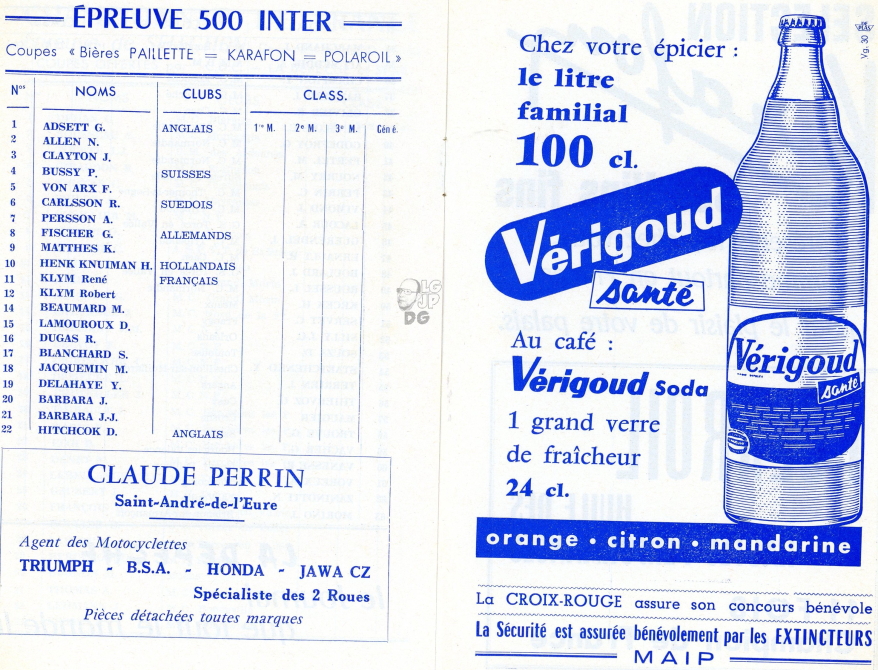 ÉPREUVE 500 INTER
Coupes « Bières PAILLETTE = KARAFON = POLAROIL »
Nos NOMS CLUBS CLASS.
1re M. 2e M. 3e M. Géné.
1 ADSETT G. ANGLAIS
2 ALLEN N.
3 CLAYTON J.
4 BUSSY P. SUISSES
5 VON ARX F.
6 CARLSSON R. SUEDOIS
7 PERSSON A.
8 FISCHER G. ALLEMANDS
9 MATTHES K.
10 HENK KNUIMAN H. HOLLANDAIS
11 KLYM René FRANÇAIS
12 KLYM Robert
14 BEAUMARD M.
15 LAMOUROUX D.
16 DUGAS R.
17 BLANCHARD S.
18 JACQUEMIN M.
19 DELAHAYE Y.
20 BARBARA J.
21 BARBARA J.-J.
22 HITCHCOK D. ANGLAIS
CLAUDE PERRIN
Saint-André-de-l'Eure
Agent des Motocyclettes
TRIUMPH - B.S.A. - HONDA - JAWA CZ
Spécialiste des 2 Roues
Pièces détachées toutes marques
LG
JP
DG
Chez votre épicier :
le litre
familial
100 cl.
Vérigoud
santé
Au café :
Vérigoud Soda
1 grand verre
de fraîcheur
24 cl.
Vérigoud
santé
Vg. 30
orange • citron • mandarine
La CROIX-ROUGE assure son concours bénévole
La Sécurité est assurée bénévolement par les EXTINCTEURS
MAIP